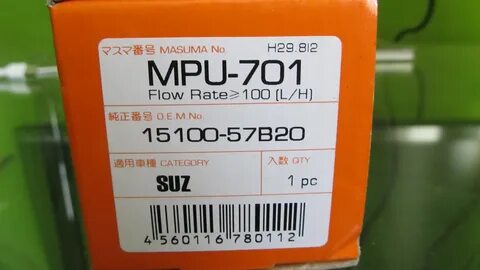 マスマ番号 MASUMA No. H29.812
MPU-701
Flow Rate≥100 (L/H)
純正番号 O.E.M No.
15100-57B20
適用車種 CATEGORY 入数 QTY
SUZ 1 pc
4 560116 780112